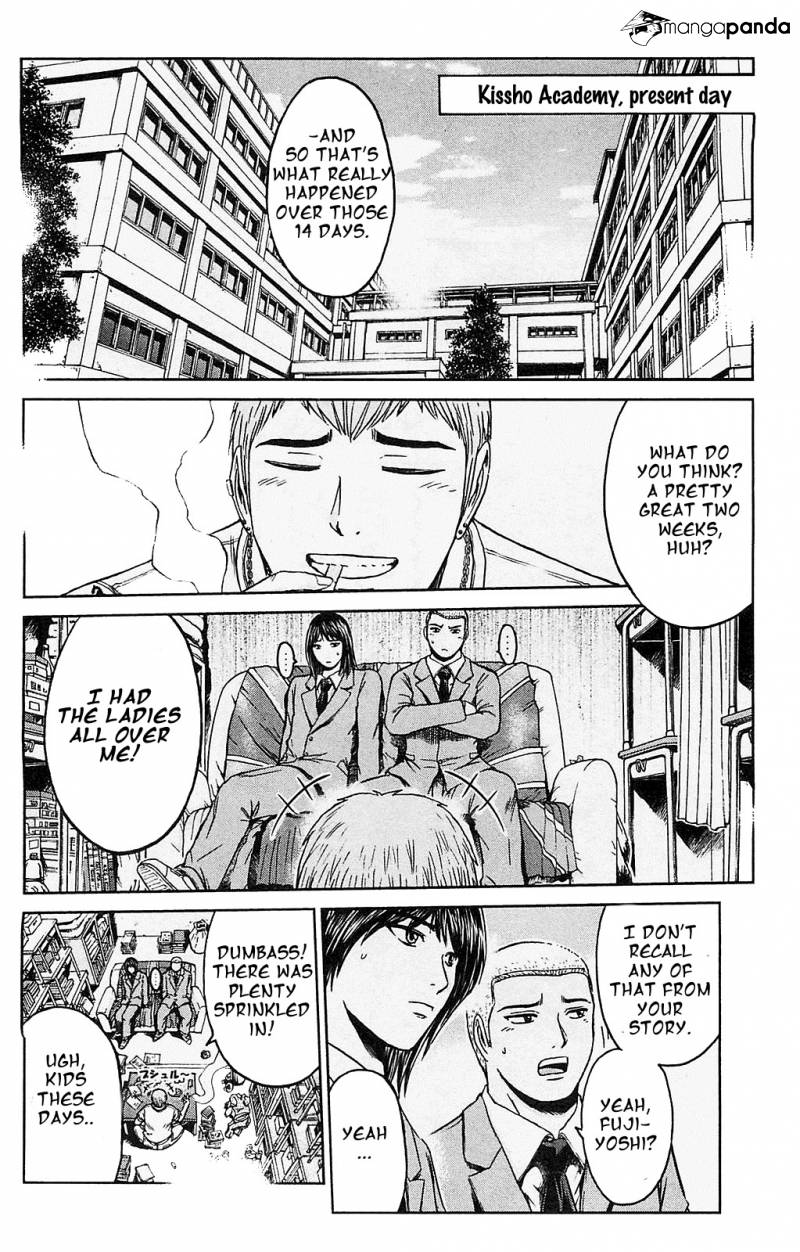 mangapanda
Kissho Academy, present day
-AND
SO THAT'S
WHAT REALLY
HAPPENED
OVER THOSE
14 DAYS.
WHAT DO
YOU THINK?
A PRETTY
GREAT TWO
WEEKS,
HUH?
I HAD
THE LADIES
ALL OVER
ME!
...
...
I DON'T
RECALL
ANY OF
THAT FROM
YOUR
STORY.
YEAH,
FUJI-
YOSHI?
YEAH
...
DUMBASS!
THERE WAS
PLENTY
SPRINKLED
IN!
UGH,
KIDS
THESE
DAYS..